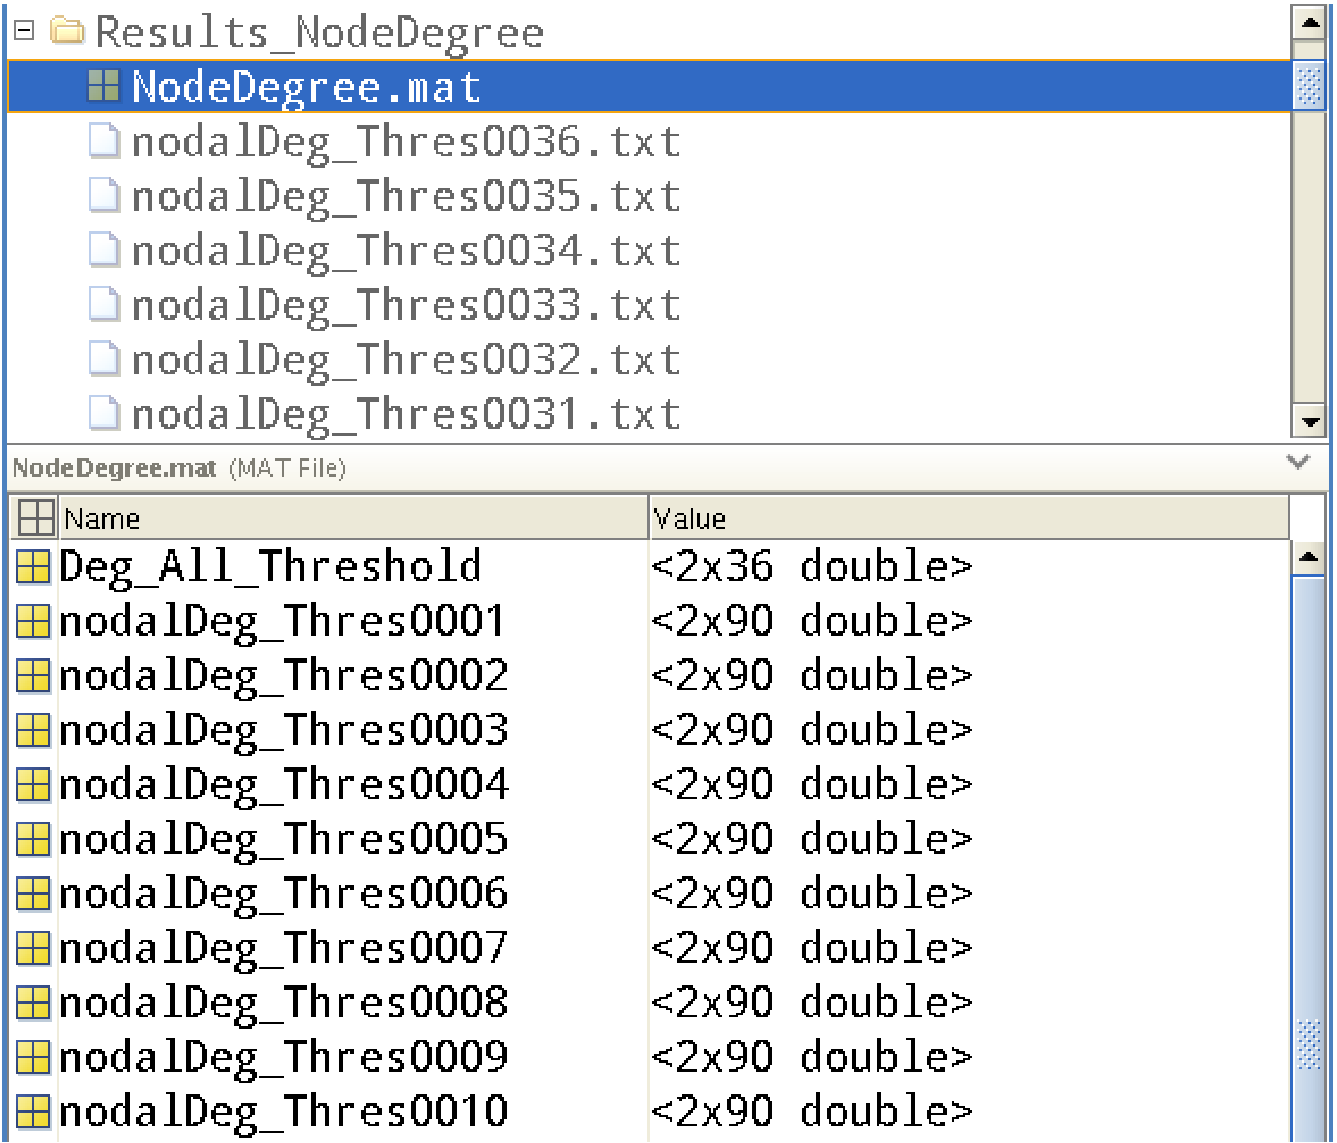 Results_NodeDegree
NodeDegree.mat
nodalDeg_Thres0036.txt
nodalDeg_Thres0035.txt
nodalDeg_Thres0034.txt
nodalDeg_Thres0033.txt
nodalDeg_Thres0032.txt
nodalDeg_Thres0031.txt
NodeDegree.mat (MAT File)
Name Value
Deg_All_Threshold <2x36 double>
nodalDeg_Thres0001 <2x90 double>
nodalDeg_Thres0002 <2x90 double>
nodalDeg_Thres0003 <2x90 double>
nodalDeg_Thres0004 <2x90 double>
nodalDeg_Thres0005 <2x90 double>
nodalDeg_Thres0006 <2x90 double>
nodalDeg_Thres0007 <2x90 double>
nodalDeg_Thres0008 <2x90 double>
nodalDeg_Thres0009 <2x90 double>
nodalDeg_Thres0010 <2x90 double>